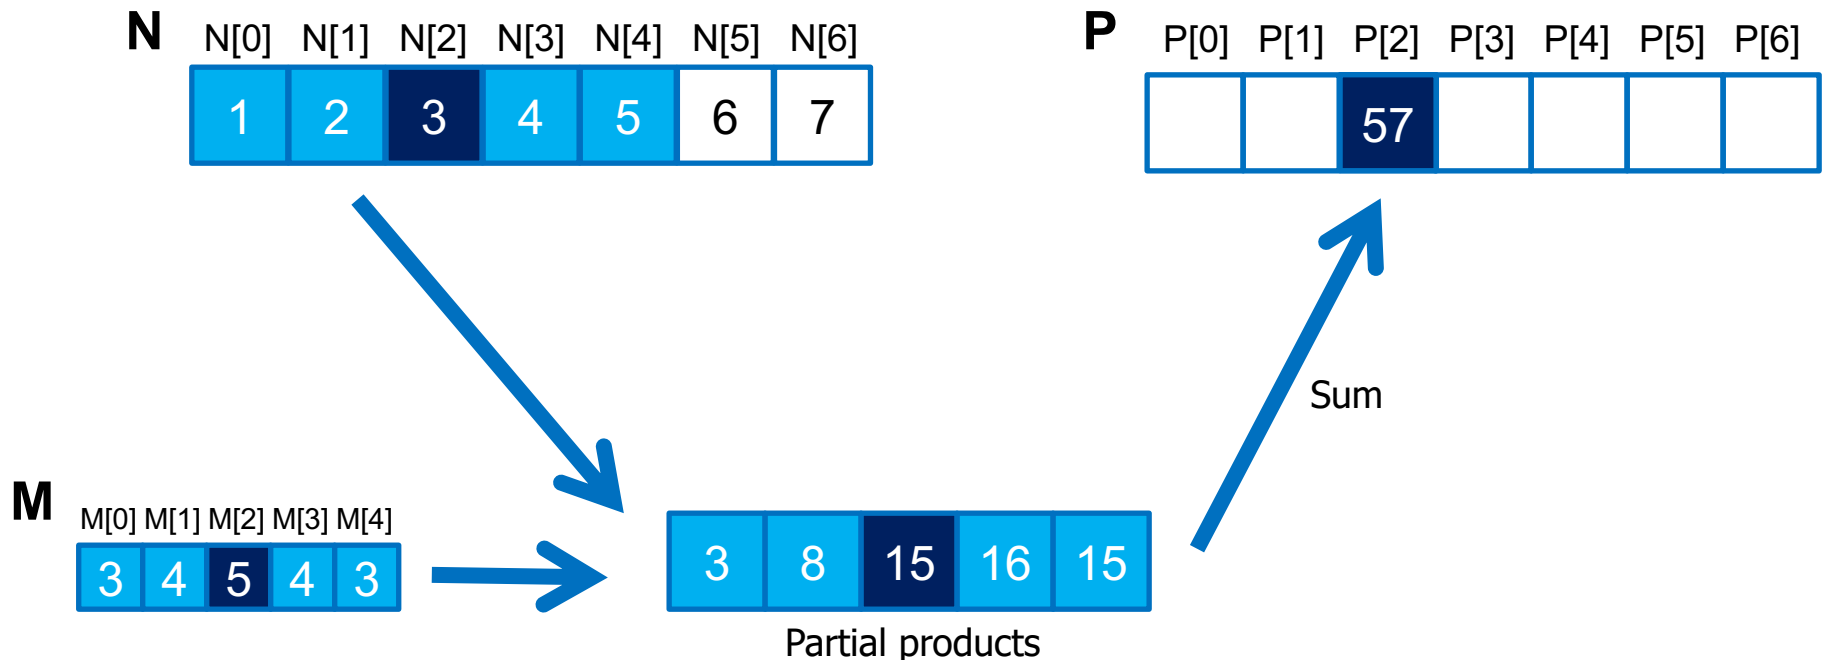 N N[0] N[1] N[2] N[3] N[4] N[5] N[6]
1 2 3 4 5 6 7
P P[0] P[1] P[2] P[3] P[4] P[5] P[6]
57
Sum
M M[0] M[1] M[2] M[3] M[4]
3 4 5 4 3
3 8 15 16 15
Partial products